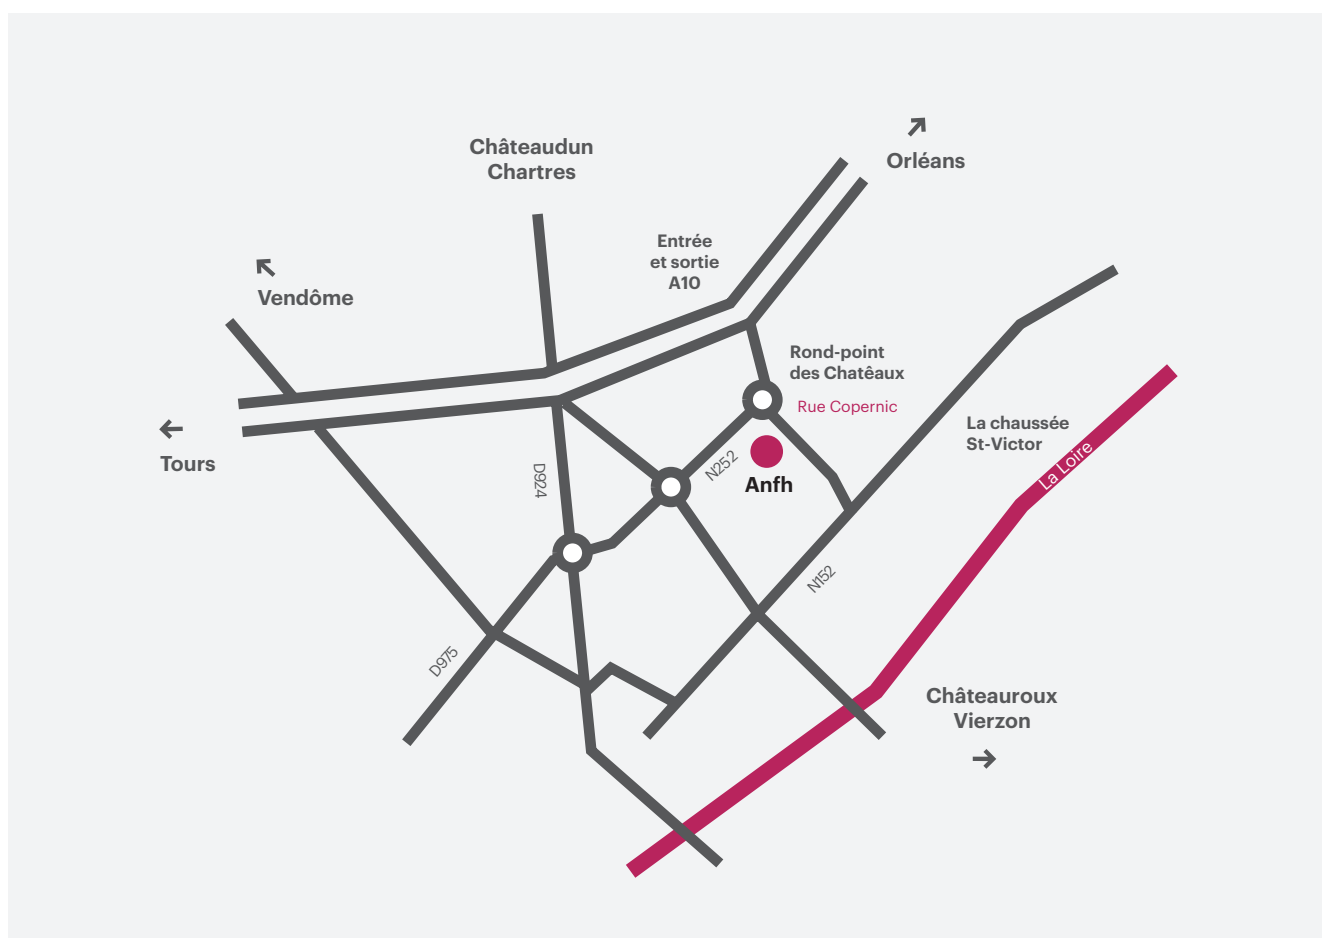 Châteaudun
Chartres
Orléans
Entrée
et sortie
A10
Vendôme
Rond-point
des Chatêaux
Rue Copernic
La chaussée
St-Victor
La Loire
Tours
D924
N252
Anfh
N152
D975
Châteauroux
Vierzon